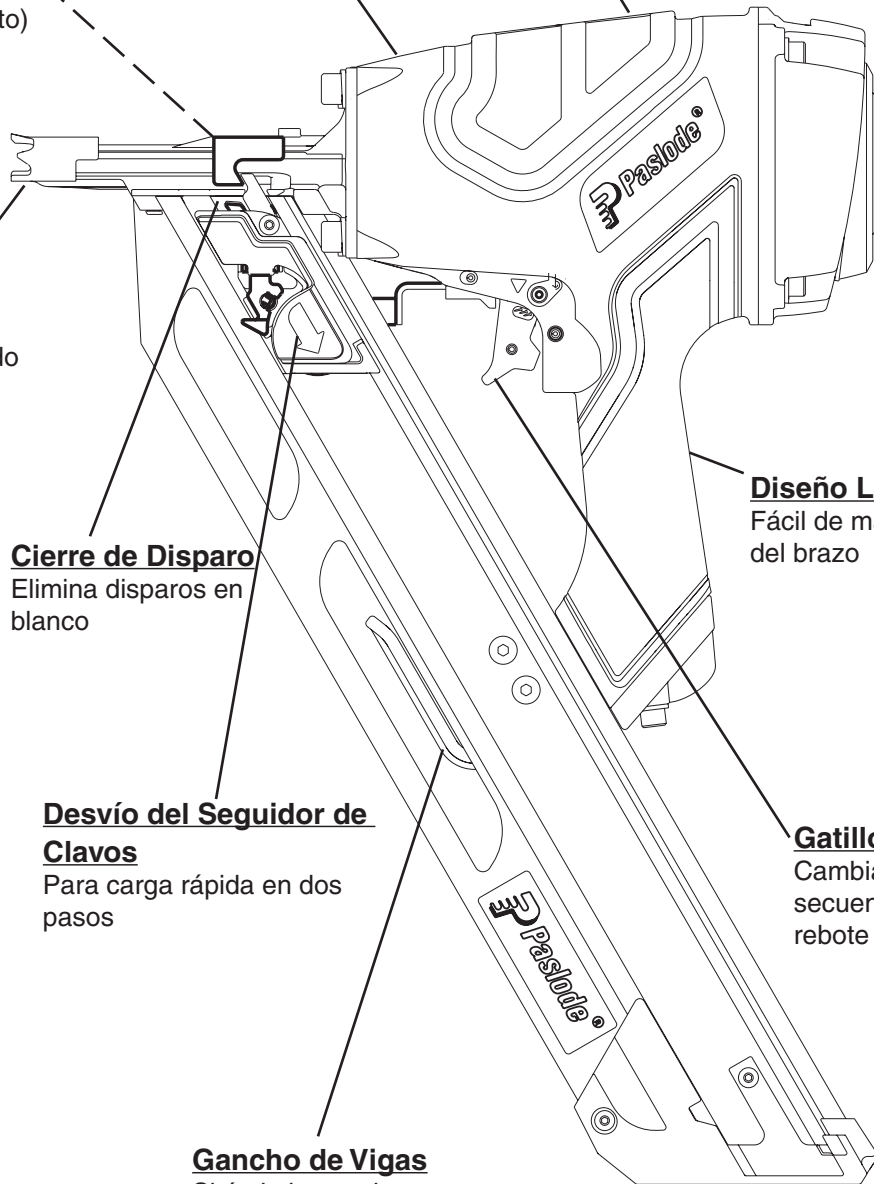 to)
Paslode®
do
Diseño L
Fácil de m
del brazo
Cierre de Disparo
Elimina disparos en
blanco
Desvío del Seguidor de
Clavos
Para carga rápida en dos
pasos
Gatillo
Cambia
secuen
rebote
Paslode®
Gancho de Vigas